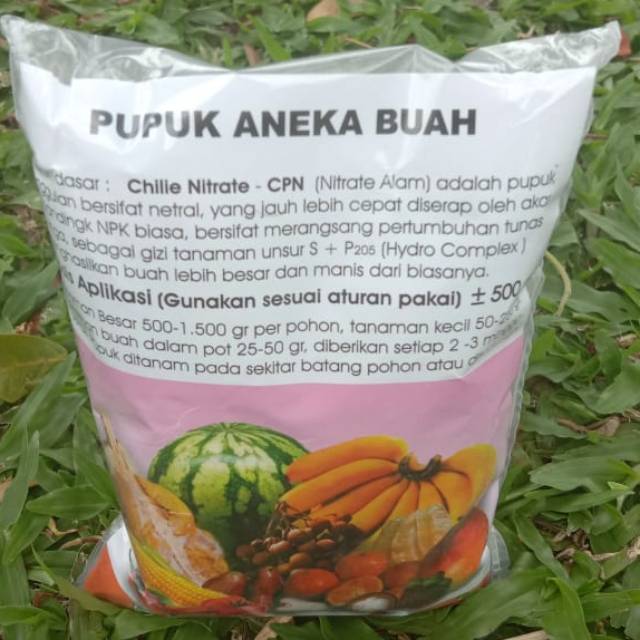 PUPUK ANEKA BUAH
dasar : Chilie Nitrate - CPN (Nitrate Alam) adalah pupuk
bersifat netral, yang jauh lebih cepat diserap oleh
NPK biasa, bersifat merangsang pertumbuhan tunas
sebagai gizi tanaman unsur S + P205 (Hydro Complex)
buah lebih besar dan manis dari biasanya.
Aplikasi (Gunakan sesuai aturan pakai) ± 500
Besar 500-1.500 gr per pohon, tanaman kecil
buah dalam pot 25-50 gr, diberikan setiap 2 -3
ditanam pada sekitar batang pohon atau